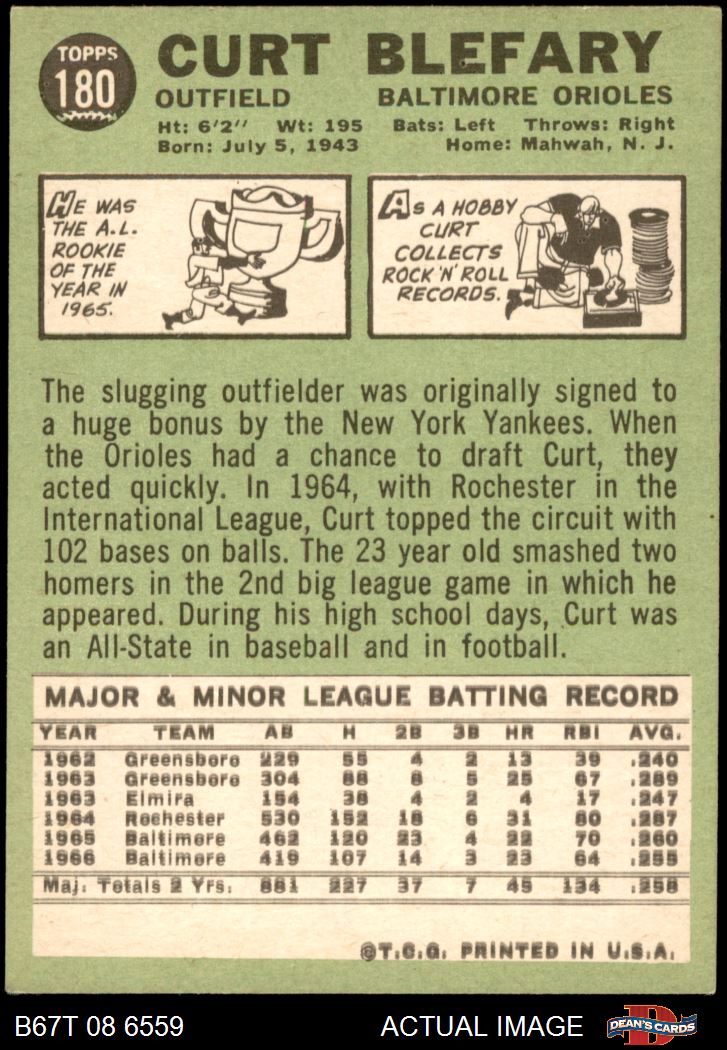 TOPPS
180
CURT BLEFARY
OUTFIELD BALTIMORE ORIOLES
Ht: 6'2" Wt: 195 Bats: Left Throws: Right
Born: July 5, 1943 Home: Mahwah, N. J.
HE WAS
THE A.L.
ROOKIE
OF THE
YEAR IN
1965.
AS A HOBBY
CURT
COLLECTS
ROCK 'N' ROLL
RECORDS.
The slugging outfielder was originally signed to
a huge bonus by the New York Yankees. When
the Orioles had a chance to draft Curt, they
acted quickly. In 1964, with Rochester in the
International League, Curt topped the circuit with
102 bases on balls. The 23 year old smashed two
homers in the 2nd big league game in which he
appeared. During his high school days, Curt was
an All-State in baseball and in football.
MAJOR & MINOR LEAGUE BATTING RECORD
YEAR TEAM AB H 2B 3B HR RBI AVG.
1962 Greensboro 229 55 4 2 13 39 .240
1963 Greensboro 304 88 8 5 25 67 .289
1963 Elmira 154 38 4 2 4 17 .247
1964 Rochester 530 152 18 6 31 80 .287
1965 Baltimore 462 120 23 4 22 70 .260
1966 Baltimore 419 107 14 3 23 64 .255
Maj. Totals 2 Yrs. 881 227 37 7 45 134 .258
©T.C.G. PRINTED IN U.S.A.
B67T 08 6559 ACTUAL IMAGE
DEAN'S CARDS